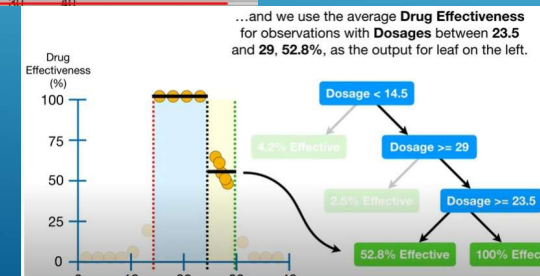 ...and we use the average Drug Effectiveness
for observations with Dosages between 23.5
and 29, 52.8%, as the output for leaf on the left.
Drug
Effectiveness
(%)
100
75
50
25
0
Dosage < 14.5
4.2% Effective
Dosage >= 29
2.5% Effective
Dosage >= 23.5
52.8% Effective
100% Effec